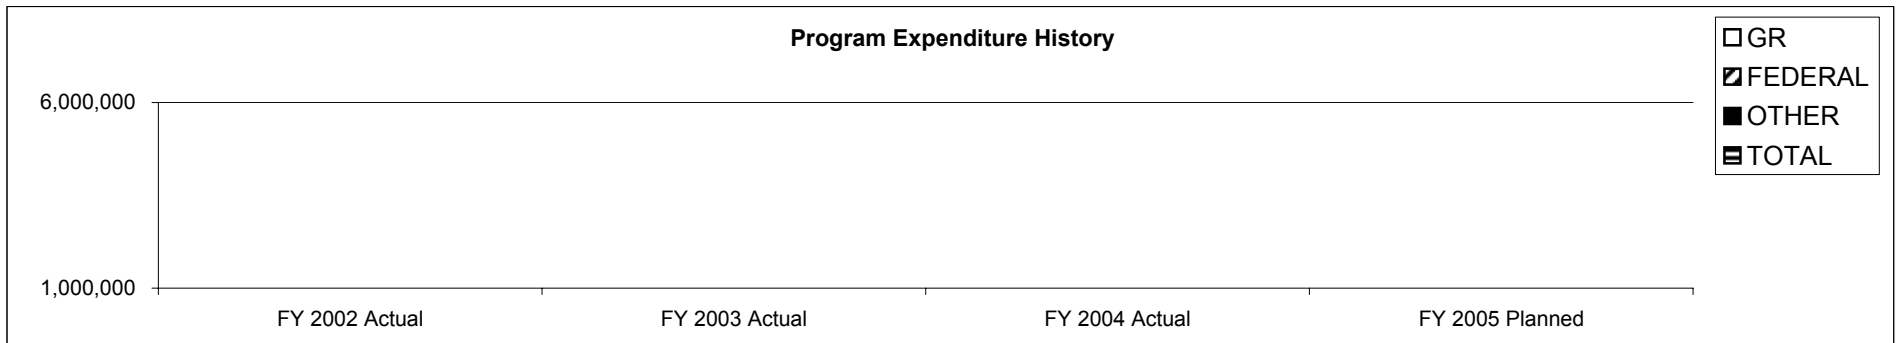 Program Expenditure History
GR
FEDERAL
OTHER
TOTAL
6,000,000
1,000,000
FY 2002 Actual
FY 2003 Actual
FY 2004 Actual
FY 2005 Planned